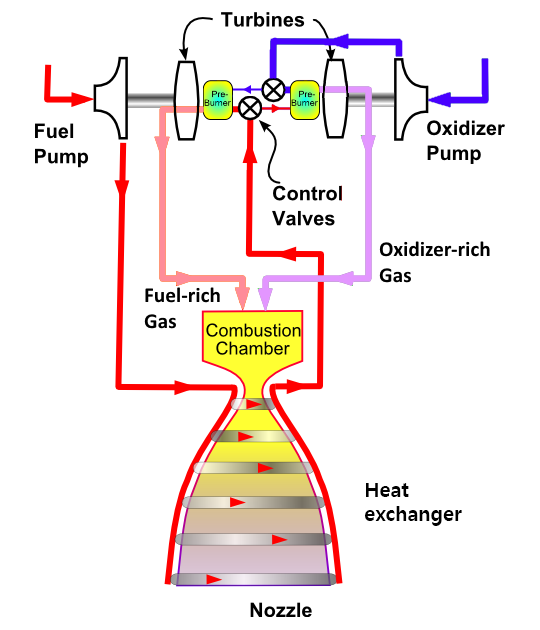 Turbines
Pre-
Burner
Pre-
Burner
Fuel
Pump
Oxidizer
Pump
Control
Valves
Oxidizer-rich
Gas
Fuel-rich
Gas
Combustion
Chamber
Heat
exchanger
Nozzle